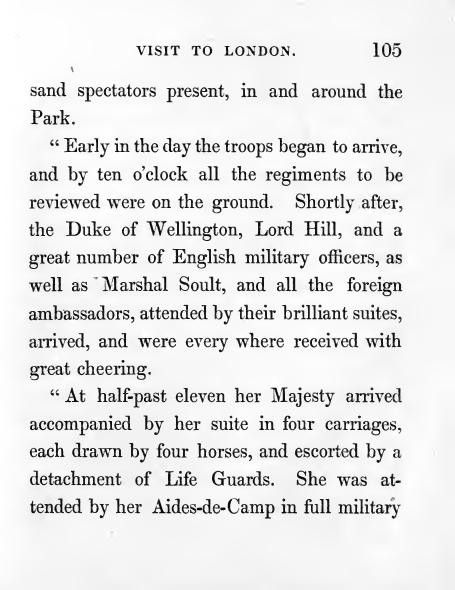 VISIT TO LONDON. 105
sand spectators present, in and around the
Park.
“ Early in the day the troops began to arrive,
and by ten o’clock all the regiments to be
reviewed were on the ground. Shortly after,
the Duke of Wellington, Lord Hill, and a
great number of English military officers, as
well as Marshal Soult, and all the foreign
ambassadors, attended by their brilliant suites,
arrived, and were every where received with
great cheering.
“ At half-past eleven her Majesty arrived
accompanied by her suite in four carriages,
each drawn by four horses, and escorted by a
detachment of Life Guards. She was at-
tended by her Aides-de-Camp in full military